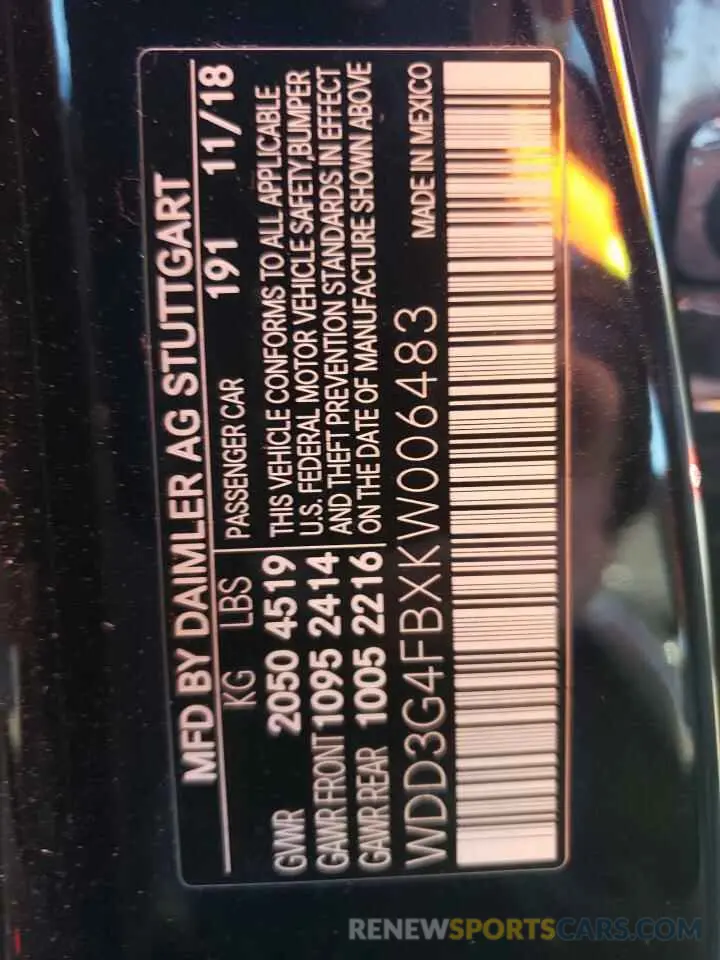 MFD BY DAIMLER AG STUTTGART
KG LBS PASSENGER CAR 191 11/18
GVWR 2050 4519 THIS VEHICLE CONFORMS TO ALL APPLICABLE
U.S. FEDERAL MOTOR VEHICLE SAFETY,BUMPER
GAWR FRONT 1095 2414 AND THEFT PREVENTION STANDARDS IN EFFECT
GAWR REAR 1005 2216 ON THE DATE OF MANUFACTURE SHOWN ABOVE
WDD3G4FBXKW006483 MADE IN MEXICO
RENEWSPORTSCARS.COM